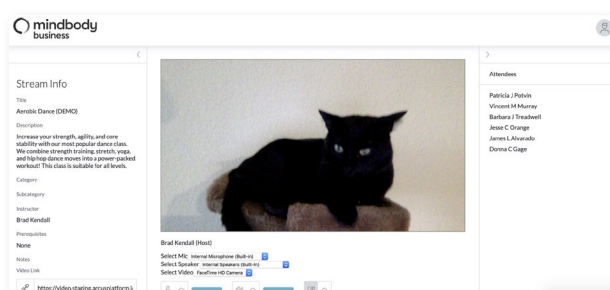 mindbody
business
Stream Info
Title
Aerobic Dance (DEMO)
Description
Increase your strength, agility, and core
stability with our most popular dance class.
We combine strength training, stretch, yoga,
and hip hop dance moves into a power-packed
workout! This class is suitable for all levels.
Category
Subcategory
Instructor
Brad Kendall
Prerequisites
None
Notes
Video Link
https://video.staging.arcusplatform.i
Brad Kendall (Host)
Select Mic Internal Microphone (Built-in)
Select Speaker Internal Speakers (Built-in)
Select Video FaceTime HD Camera
Attendees
Patricia J Potvin
Vincent M Murray
Barbara J Treadwell
Jesse C Orange
James L Alvarado
Donna C Gage